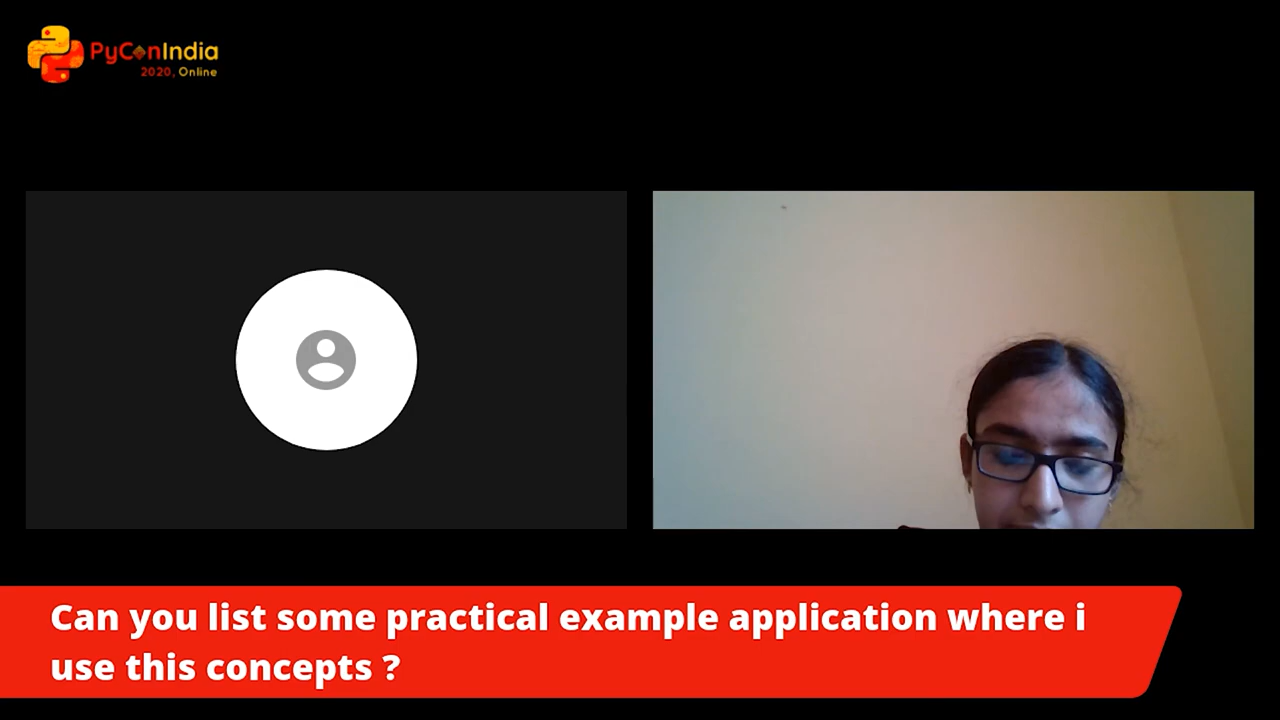 PyConIndia
2020, Online
Can you list some practical example application where i
use this concepts ?